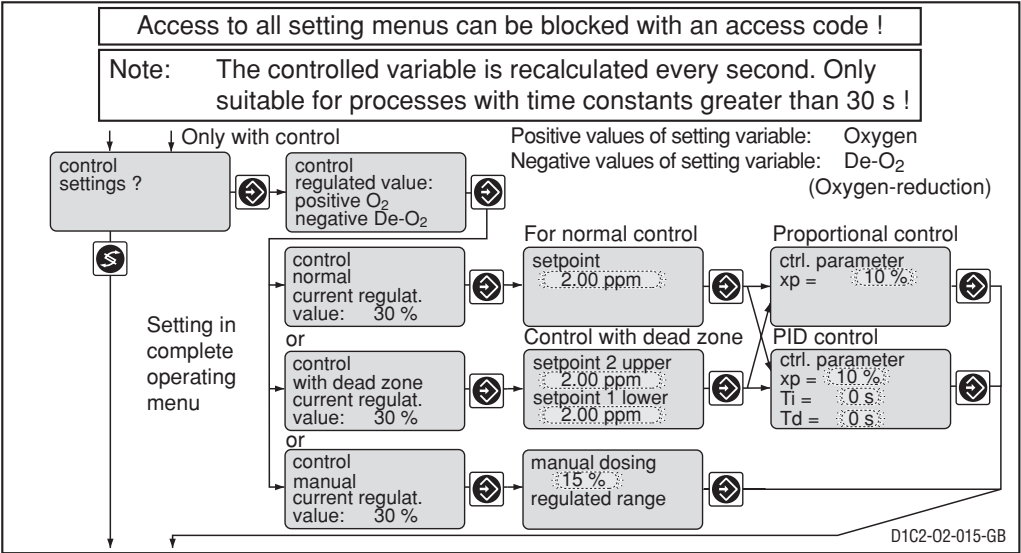 Access to all setting menus can be blocked with an access code !
Note: The controlled variable is recalculated every second. Only
suitable for processes with time constants greater than 30 s !
Only with control
Positive values of setting variable: Oxygen
Negative values of setting variable: De-O2
(Oxygen-reduction)
control
settings ?
control
regulated value:
positive O2
negative De-O2
Setting in
complete
operating
menu
control
normal
current regulat.
value: 30 %
For normal control
setpoint
2.00 ppm
Proportional control
ctrl. parameter
xp = 10 %
or
control
with dead zone
current regulat.
value: 30 %
Control with dead zone
setpoint 2 upper
2.00 ppm
setpoint 1 lower
2.00 ppm
PID control
ctrl. parameter
xp = 10 %
Ti = 0 s
Td = 0 s
or
control
manual
current regulat.
value: 30 %
manual dosing
15 %
regulated range
D1C2-O2-015-GB